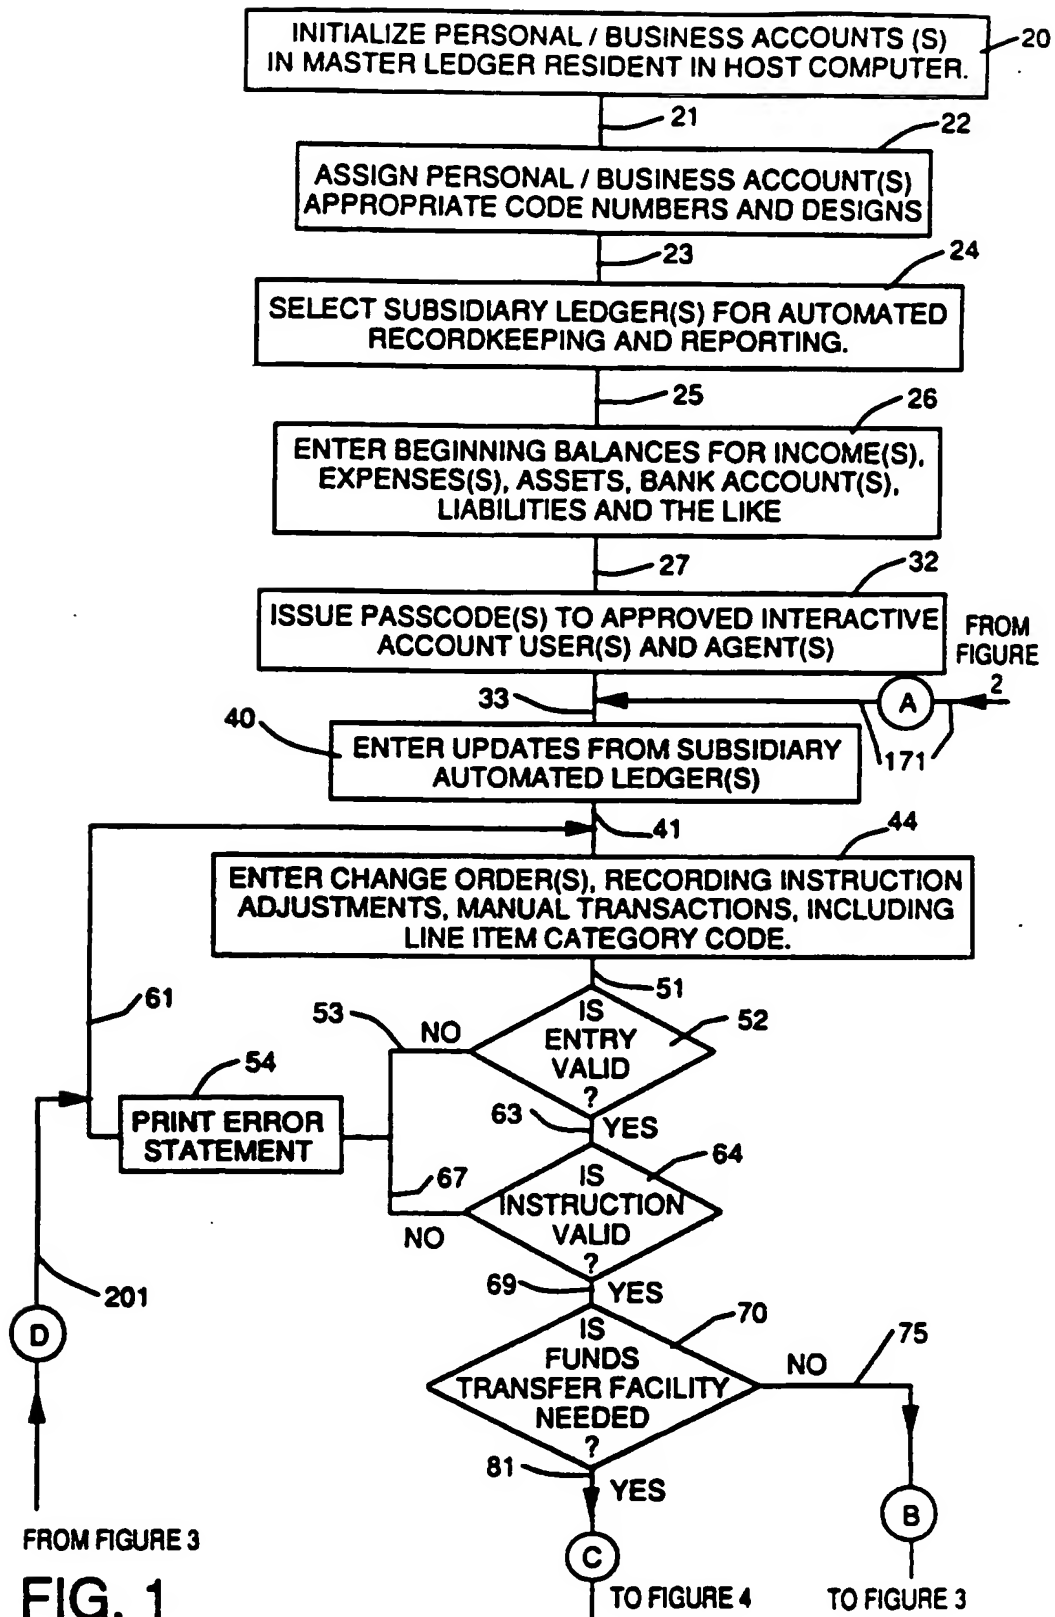 INITIALIZE PERSONAL / BUSINESS ACCOUNTS (S)
IN MASTER LEDGER RESIDENT IN HOST COMPUTER.
20
21
22
ASSIGN PERSONAL / BUSINESS ACCOUNT(S)
APPROPRIATE CODE NUMBERS AND DESIGNS
23
24
SELECT SUBSIDIARY LEDGER(S) FOR AUTOMATED
RECORDKEEPING AND REPORTING.
25
26
ENTER BEGINNING BALANCES FOR INCOME(S),
EXPENSES(S), ASSETS, BANK ACCOUNT(S),
LIABILITIES AND THE LIKE
27
32
ISSUE PASSCODE(S) TO APPROVED INTERACTIVE
ACCOUNT USER(S) AND AGENT(S)
FROM
FIGURE
2
33
A
171
40
ENTER UPDATES FROM SUBSIDIARY
AUTOMATED LEDGER(S)
41
44
ENTER CHANGE ORDER(S), RECORDING INSTRUCTION
ADJUSTMENTS, MANUAL TRANSACTIONS, INCLUDING
LINE ITEM CATEGORY CODE.
51
61
53
NO
IS
ENTRY
VALID
?
52
54
PRINT ERROR
STATEMENT
63
YES
64
67
IS
INSTRUCTION
VALID
?
NO
69
YES
201
D
70
IS
FUNDS
TRANSFER FACILITY
NEEDED
?
NO
75
81
YES
B
C
FROM FIGURE 3
TO FIGURE 4
TO FIGURE 3
FIG. 1